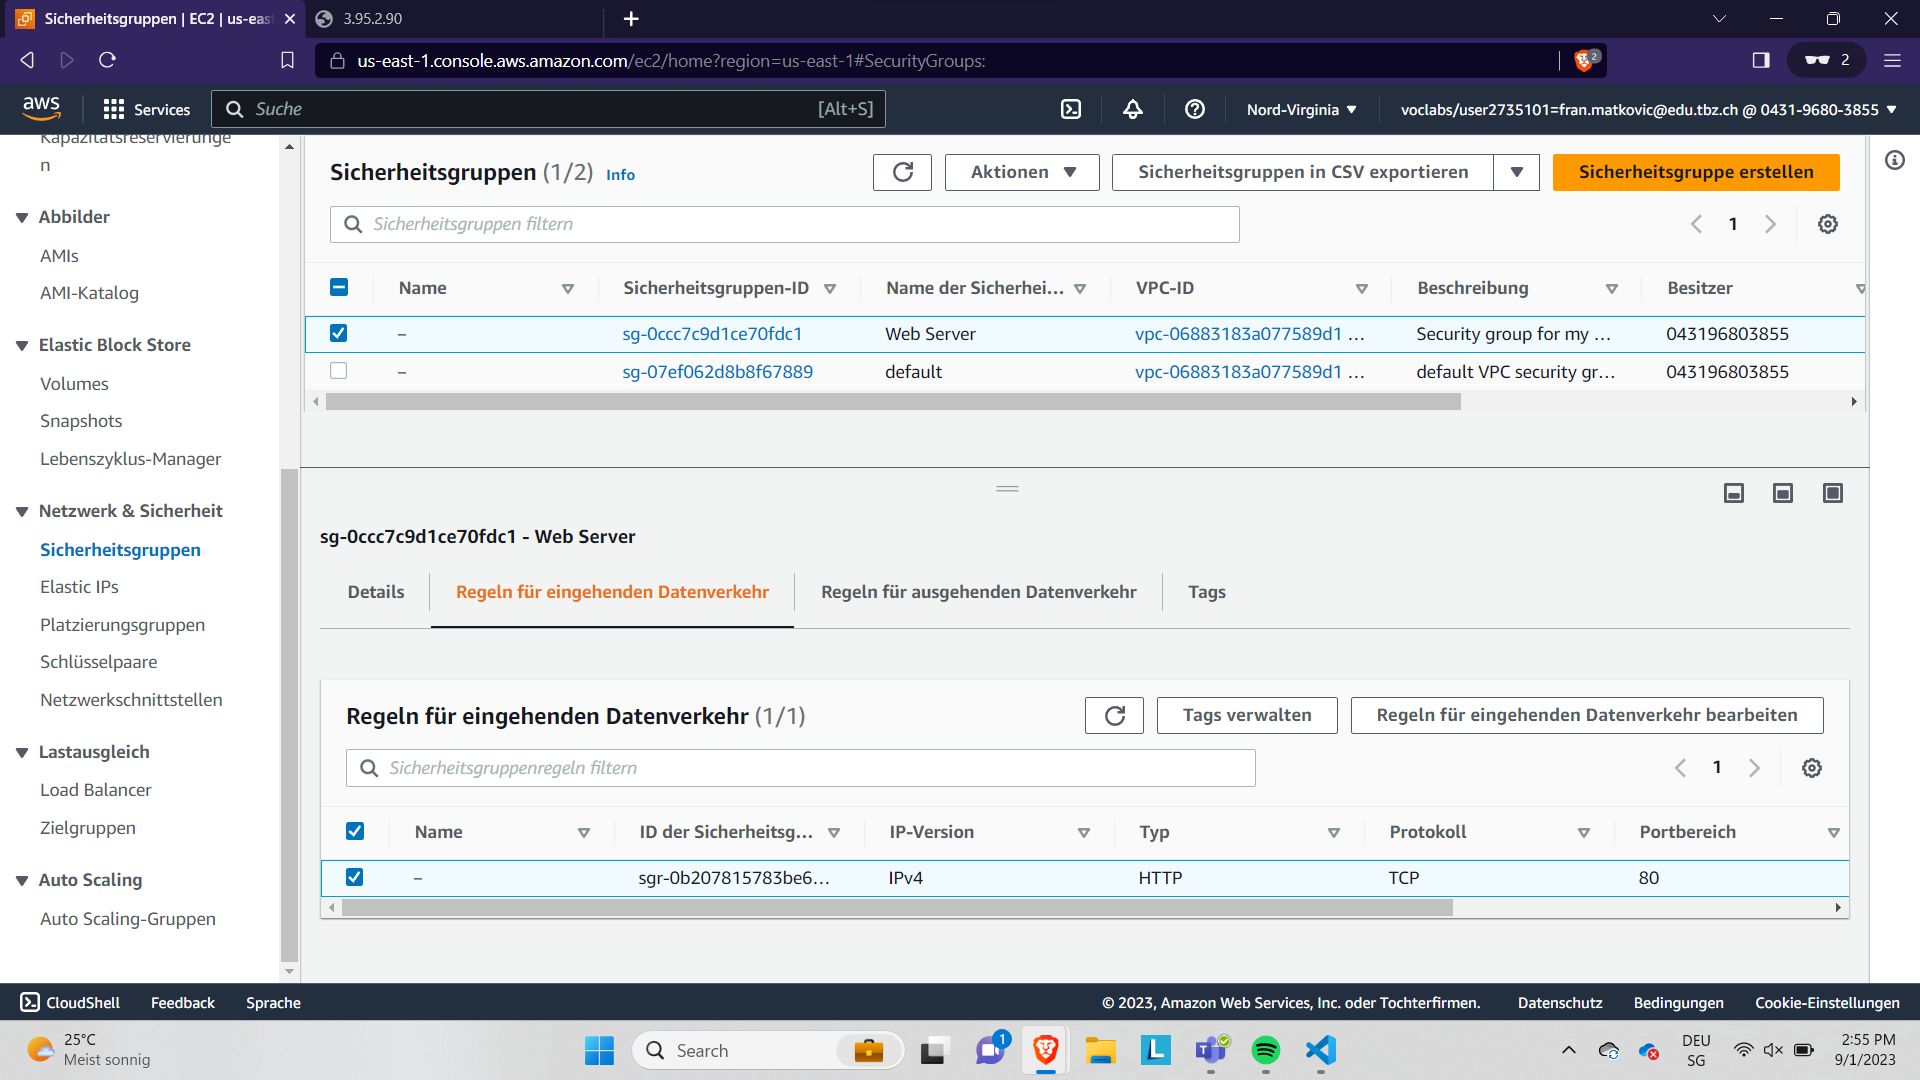 Sicherheitsgruppen | EC2 | us-eas
3.95.2.90
us-east-1.console.aws.amazon.com/ec2/home?region=us-east-1#SecurityGroups:
2
2
aws
Services
Suche
[Alt+S]
Nord-Virginia
voclabs/user2735101=fran.matkovic@edu.tbz.ch @ 0431-9680-3855
Kapazitätsreservierunge
n
Abbilder
AMIs
AMI-Katalog
Elastic Block Store
Volumes
Snapshots
Lebenszyklus-Manager
Netzwerk & Sicherheit
Sicherheitsgruppen
Elastic IPs
Platzierungsgruppen
Schlüsselpaare
Netzwerkschnittstellen
Lastausgleich
Load Balancer
Zielgruppen
Auto Scaling
Auto Scaling-Gruppen
Sicherheitsgruppen (1/2) Info
Aktionen
Sicherheitsgruppen in CSV exportieren
Sicherheitsgruppe erstellen
Sicherheitsgruppen filtern
1
Name Sicherheitsgruppen-ID Name der Sicherhei... VPC-ID Beschreibung Besitzer
– sg-0ccc7c9d1ce70fdc1 Web Server vpc-06883183a077589d1 ... Security group for my ... 043196803855
– sg-07ef062d8b8f67889 default vpc-06883183a077589d1 ... default VPC security gr... 043196803855
sg-0ccc7c9d1ce70fdc1 - Web Server
Details
Regeln für eingehenden Datenverkehr
Regeln für ausgehenden Datenverkehr
Tags
Regeln für eingehenden Datenverkehr (1/1)
Tags verwalten
Regeln für eingehenden Datenverkehr bearbeiten
Sicherheitsgruppenregeln filtern
1
Name ID der Sicherheitsg... IP-Version Typ Protokoll Portbereich
– sgr-0b207815783be6... IPv4 HTTP TCP 80
CloudShell
Feedback
Sprache
© 2023, Amazon Web Services, Inc. oder Tochterfirmen.
Datenschutz
Bedingungen
Cookie-Einstellungen
25°C
Meist sonnig
Search
1
L
T
DEU
SG
2:55 PM
9/1/2023